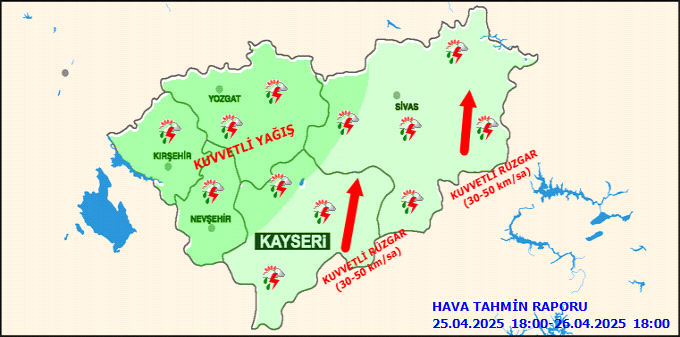 YOZGAT
SİVAS
KUVVETLİ YAĞIŞ
KIRŞEHİR
KUVVETLİ RÜZGAR
(30-50 km/sa)
NEVŞEHİR
KAYSERİ
KUVVETLİ RÜZGAR
(30-50 km/sa)
HAVA TAHMİN RAPORU
25.04.2025 18:00-26.04.2025 18:00